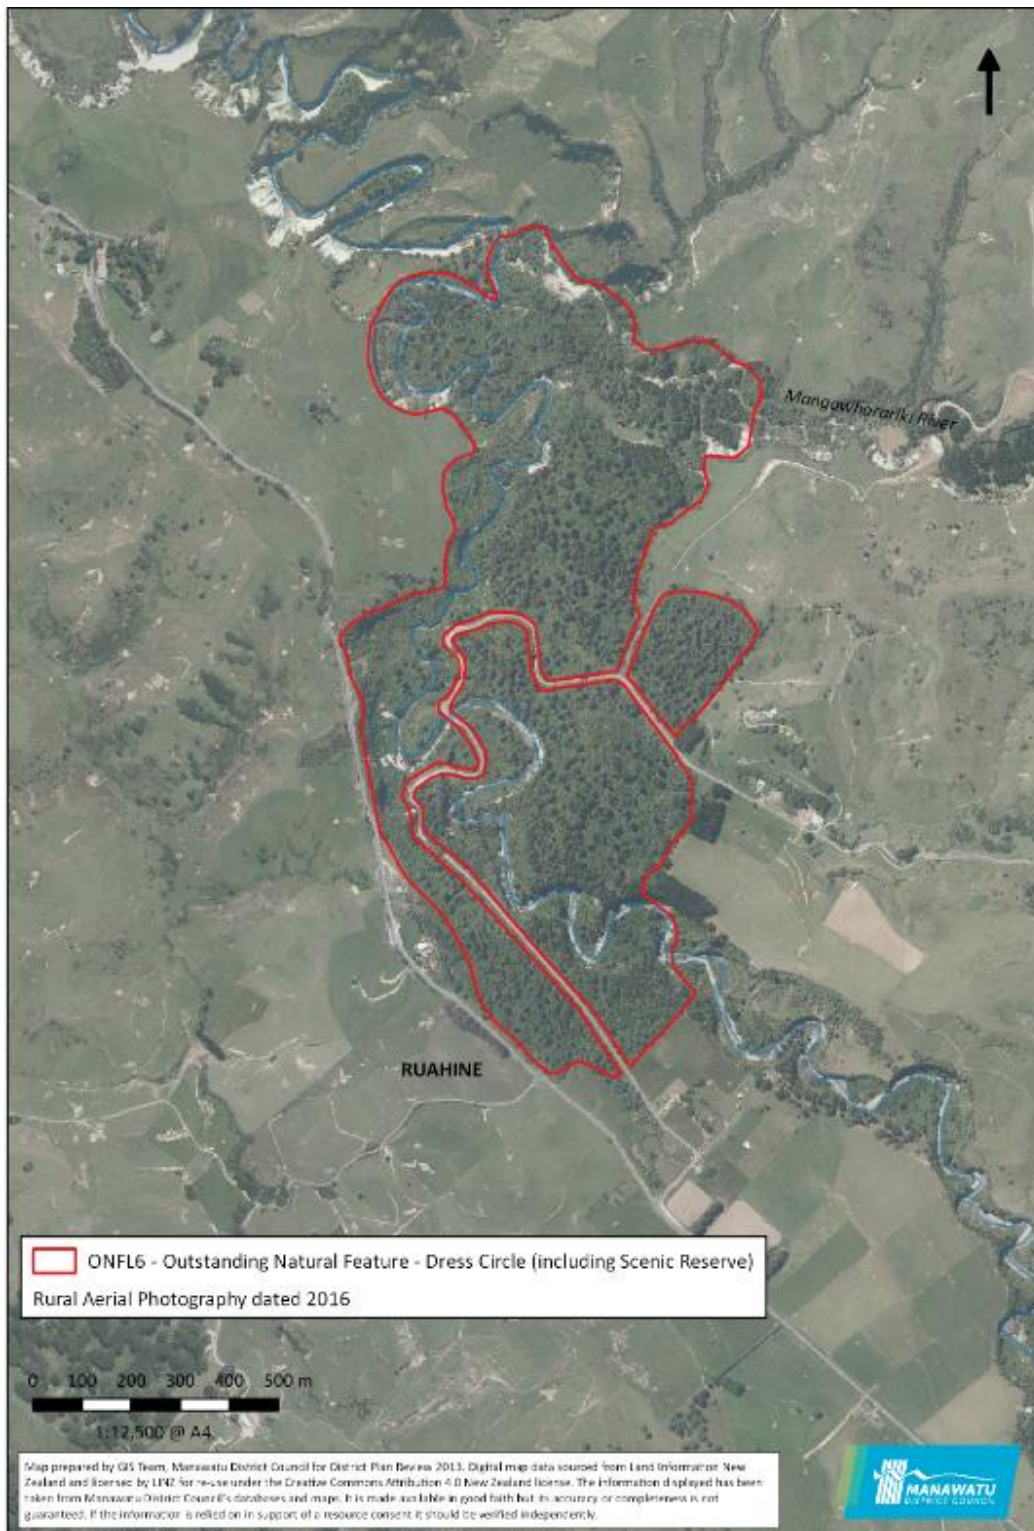 Mangawharariki River
RUAHINE
ONFL6 - Outstanding Natural Feature - Dress Circle (including Scenic Reserve)
Rural Aerial Photography dated 2016
0 100 200 300 400 500 m
1:12,500 @ A4
Map prepared by GIS Team, Manawatu District Council for District Plan Review 2013. Digital map data sourced from Land Information New
Zealand and licensed by LINZ for re-use under the Creative Commons Attribution 4.0 New Zealand license. The information displayed has been
taken from Manawatu District Council's databases and maps. It is made available in good faith but its accuracy or completeness is not
guaranteed. If the information is relied on in support of a resource consent it should be verified independently.
MANAWATU
DISTRICT COUNCIL